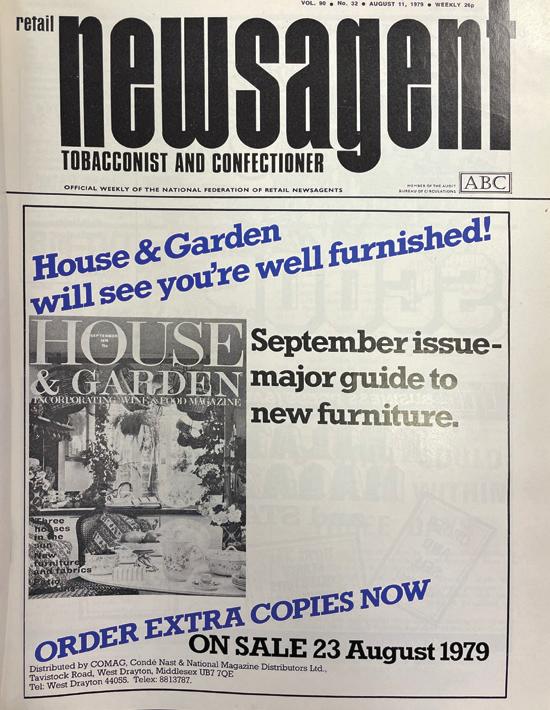 VOL. 90 • No. 32 • AUGUST 11, 1979 • WEEKLY 26p
retail
newsagent
TOBACCONIST AND CONFECTIONER
OFFICIAL WEEKLY OF THE NATIONAL FEDERATION OF RETAIL NEWSAGENTS
MEMBER OF THE AUDIT
BUREAU OF CIRCULATIONS
ABC
House & Garden
will see you're well furnished!
SEPTEMBER
HOUSE
& GARDEN
INCORPORATING WINE & FOOD MAGAZINE
Three
houses
in the
sun
New
furniture
and fabrics
September issue-
major guide to
new furniture.
ORDER EXTRA COPIES NOW
ON SALE 23 August 1979
Distributed by COMAG, Condé Nast & National Magazine Distributors Ltd.,
Tavistock Road, West Drayton, Middlesex UB7 7QE
Tel: West Drayton 44055. Telex: 8813787.